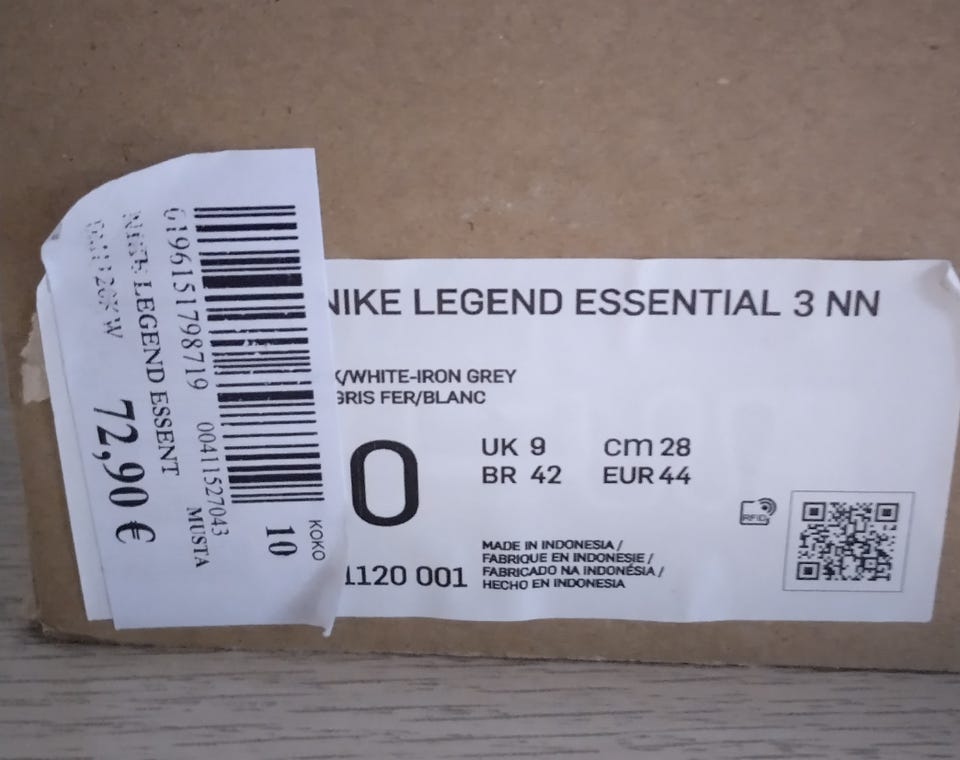 NIKE LEGEND ESSENTIAL 3 NN
K/WHITE-IRON GREY
GRIS FER/BLANC
0
UK 9 cm 28
BR 42 EUR 44
RFID
1120 001
MADE IN INDONESIA /
FABRIQUE EN INDONESIE /
FABRICADO NA INDONÉSIA /
HECHO EN INDONESIA
KOKO
10
0196151798719 00411527043
MUSTA
NIKE LEGEND ESSENT
72,90 €